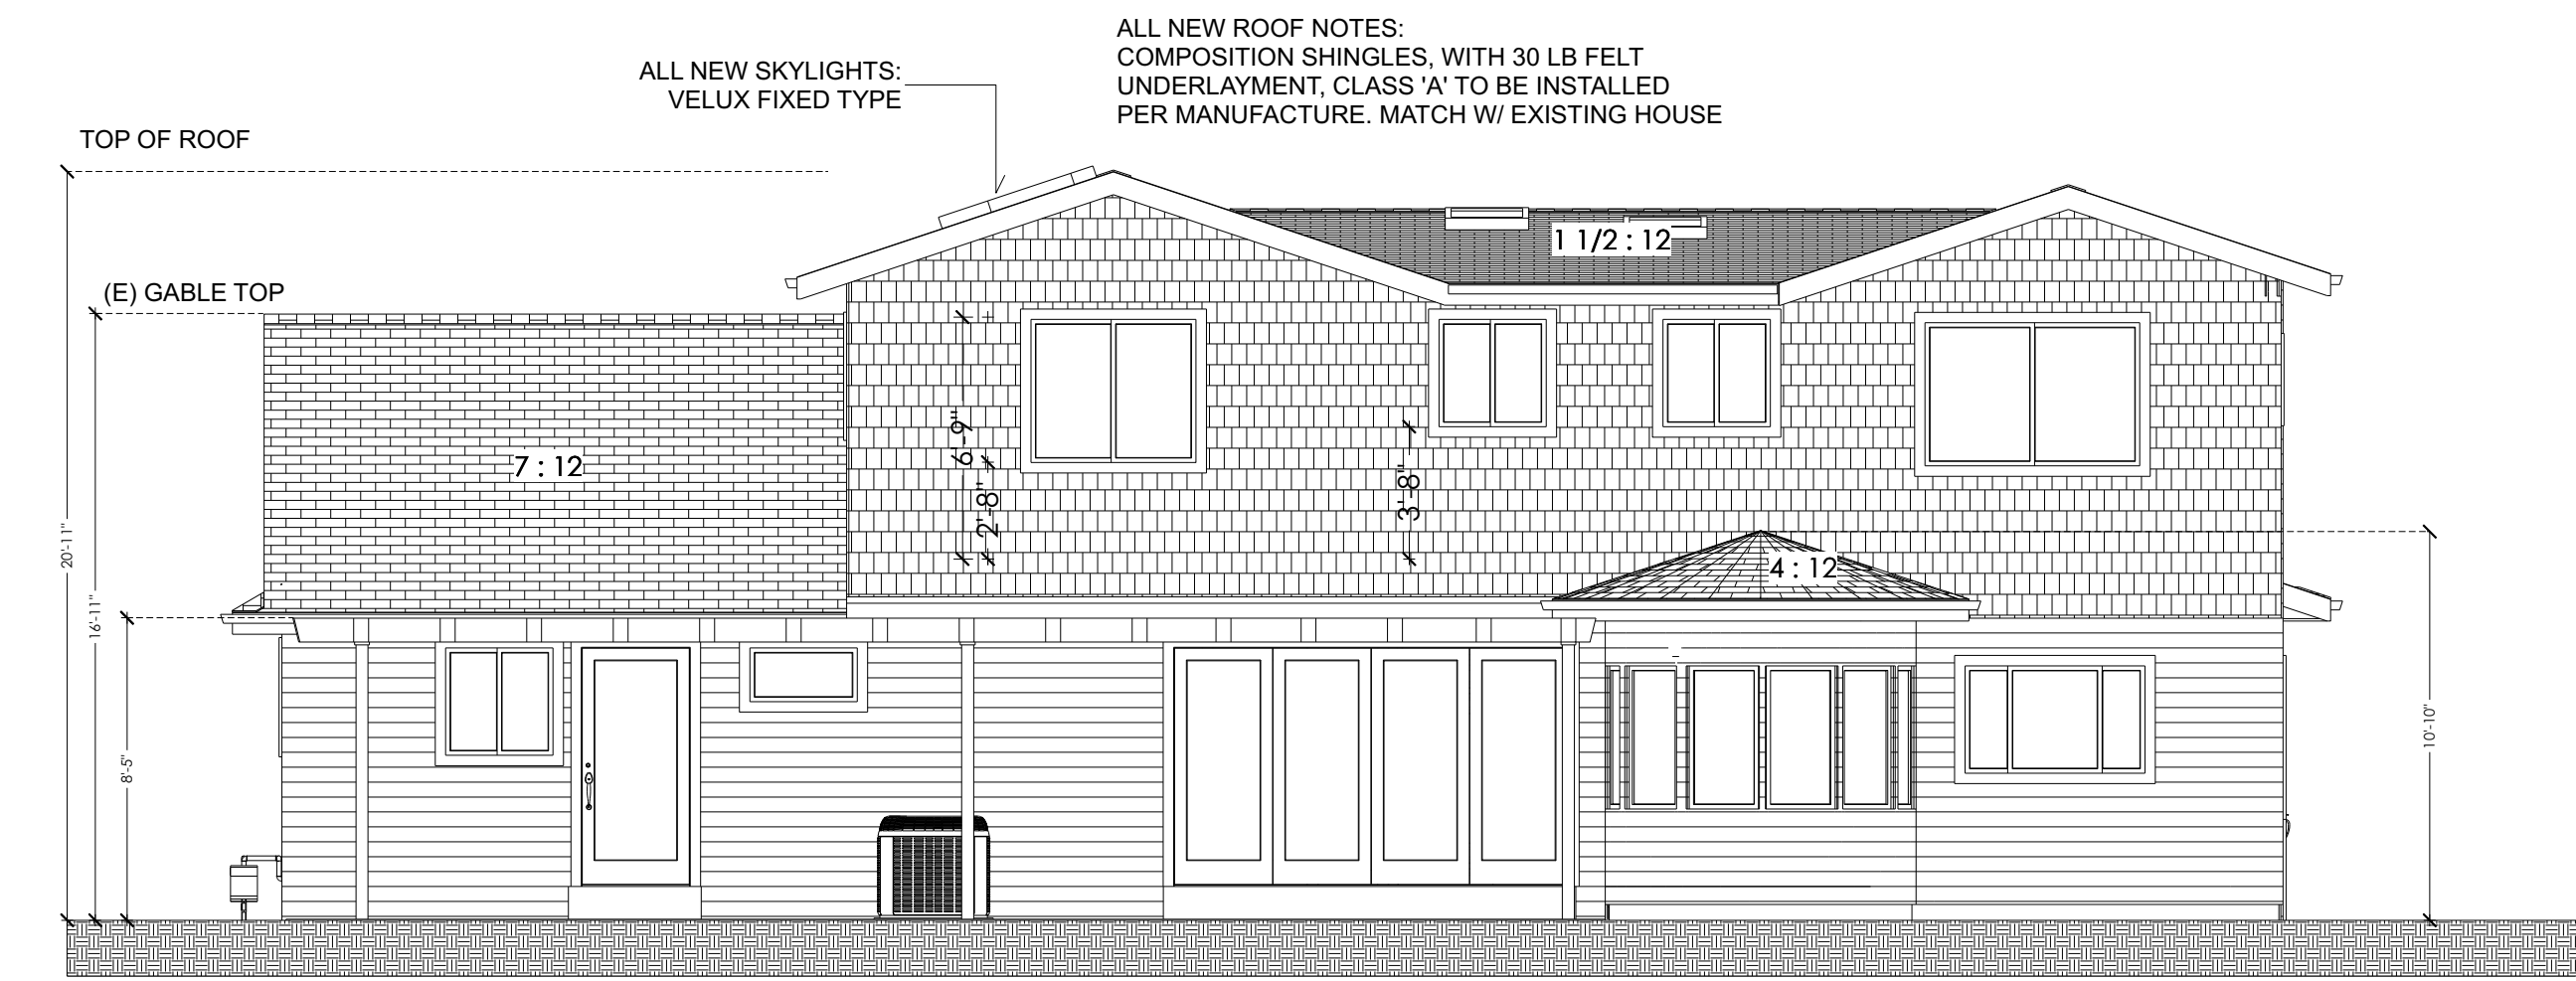 ALL NEW ROOF NOTES:
COMPOSITION SHINGLES, WITH 30 LB FELT
UNDERLAYMENT, CLASS 'A' TO BE INSTALLED
PER MANUFACTURE. MATCH W/ EXISTING HOUSE
ALL NEW SKYLIGHTS:
VELUX FIXED TYPE
TOP OF ROOF
(E) GABLE TOP
1 1/2 : 12
7 : 12
4 : 12
6'-9"
2'-8"
3'-8"
20'-11"
16'-11"
8'-5"
10'-10"